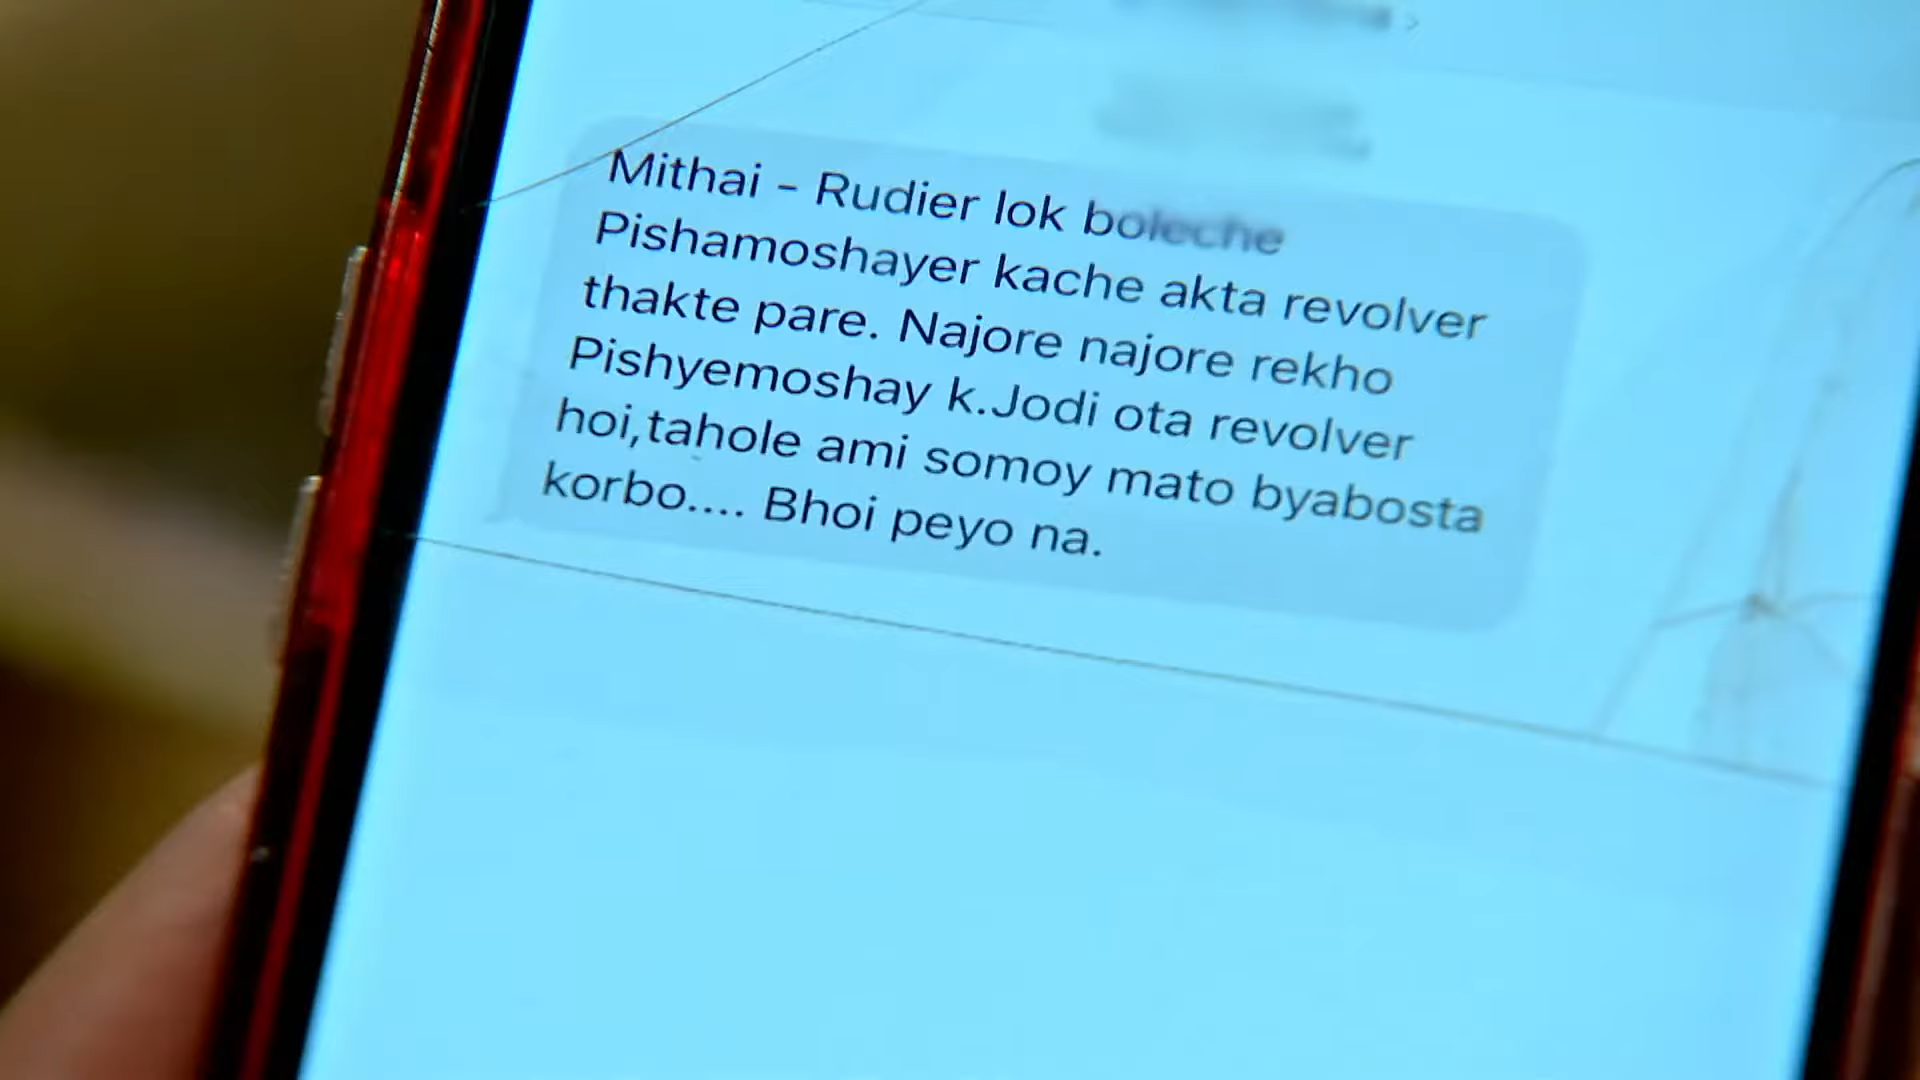 Mithai - Rudier lok boleche
Pishamoshayer kache akta revolver
thakte pare. Najore najore rekho
Pishyemoshay k.Jodi ota revolver
hoi,tahole ami somoy mato byabosta
korbo.... Bhoi peyo na.